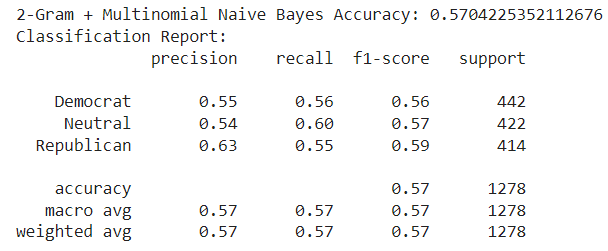 2-Gram + Multinomial Naive Bayes Accuracy: 0.5704225352112676
Classification Report:
precision recall f1-score support
Democrat 0.55 0.56 0.56 442
Neutral 0.54 0.60 0.57 422
Republican 0.63 0.55 0.59 414
accuracy 0.57 1278
macro avg 0.57 0.57 0.57 1278
weighted avg 0.57 0.57 0.57 1278